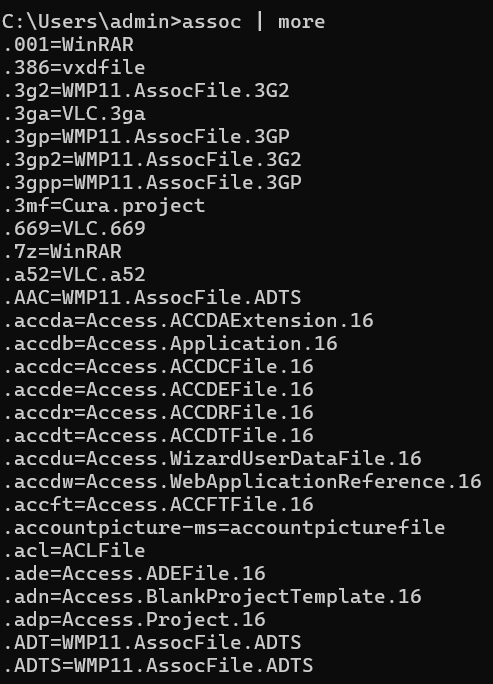 C:\Users\admin>assoc | more
.001=WinRAR
.386=vxdfile
.3g2=WMP11.AssocFile.3G2
.3ga=VLC.3ga
.3gp=WMP11.AssocFile.3GP
.3gp2=WMP11.AssocFile.3G2
.3gpp=WMP11.AssocFile.3GP
.3mf=Cura.project
.669=VLC.669
.7z=WinRAR
.a52=VLC.a52
.AAC=WMP11.AssocFile.ADTS
.accda=Access.ACCDAExtension.16
.accdb=Access.Application.16
.accdc=Access.ACCDCFile.16
.accde=Access.ACCDEFile.16
.accdr=Access.ACCDRFile.16
.accdt=Access.ACCDTFile.16
.accdu=Access.WizardUserDataFile.16
.accdw=Access.WebApplicationReference.16
.accft=Access.ACCFTFile.16
.accountpicture-ms=accountpicturefile
.acl=ACLFile
.ade=Access.ADEFile.16
.adn=Access.BlankProjectTemplate.16
.adp=Access.Project.16
.ADT=WMP11.AssocFile.ADTS
.ADTS=WMP11.AssocFile.ADTS